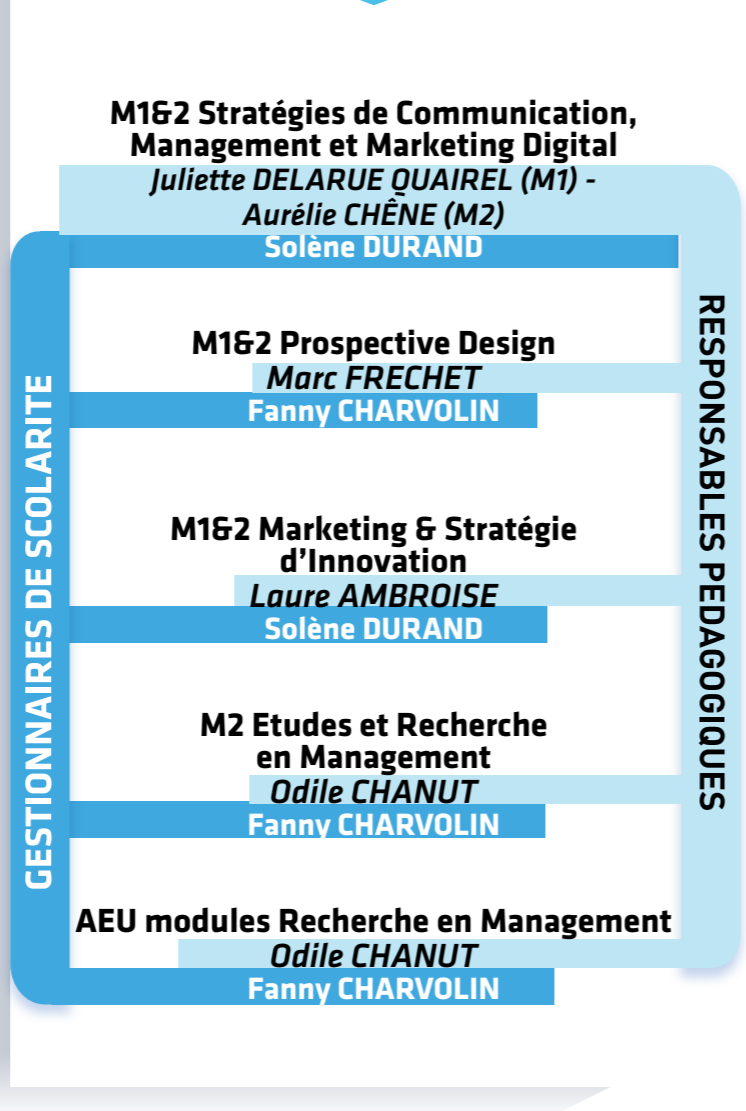 M1&2 Stratégies de Communication,
Management et Marketing Digital
Juliette DELARUE QUAIREL (M1) -
Aurélie CHÊNE (M2)
Solène DURAND
M1&2 Prospective Design
Marc FRECHET
Fanny CHARVOLIN
M1&2 Marketing & Stratégie
d’Innovation
Laure AMBROISE
Solène DURAND
M2 Etudes et Recherche
en Management
Odile CHANUT
Fanny CHARVOLIN
AEU modules Recherche en Management
Odile CHANUT
Fanny CHARVOLIN
GESTIONNAIRES DE SCOLARITE
RESPONSABLES PEDAGOGIQUES